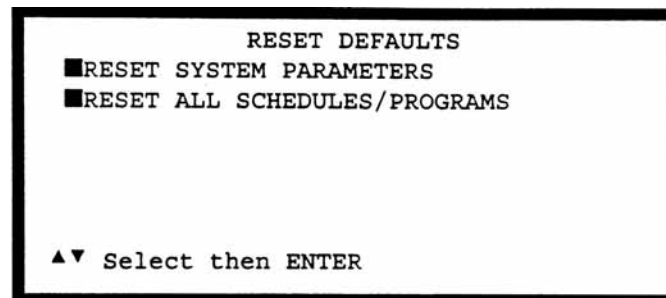 RESET DEFAULTS
■RESET SYSTEM PARAMETERS
■RESET ALL SCHEDULES/PROGRAMS
▲▼ Select then ENTER